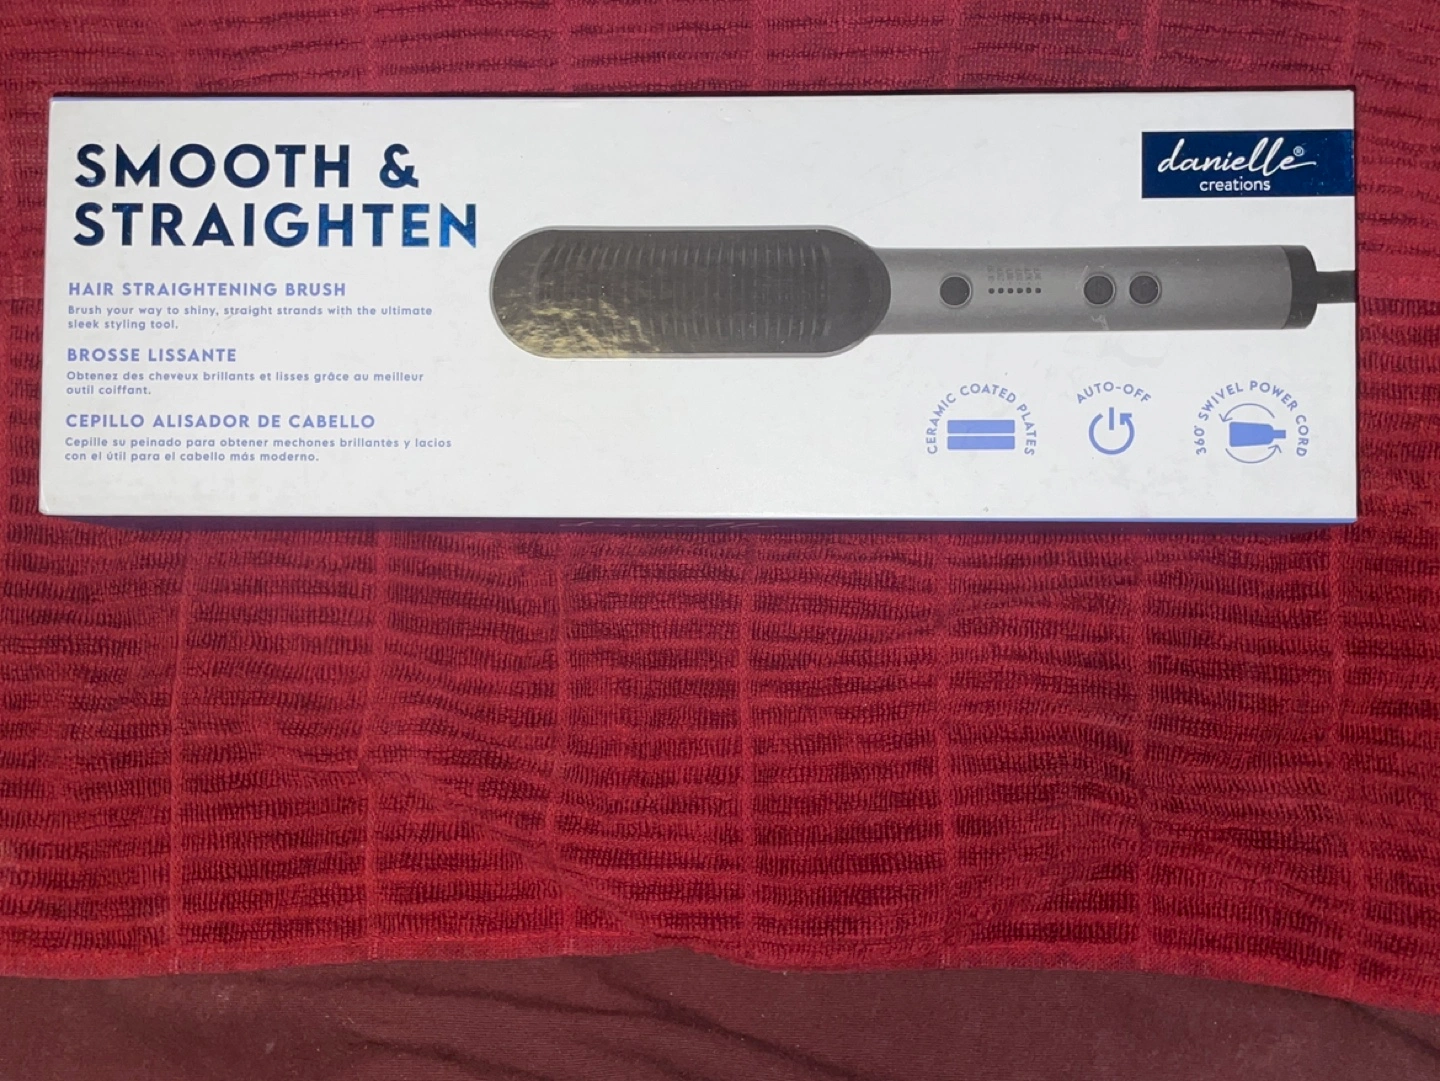 SMOOTH &
STRAIGHTEN
HAIR STRAIGHTENING BRUSH
Brush your way to shiny, straight strands with the ultimate
sleek styling tool.
BROSSE LISSANTE
Obtenez des cheveux brillants et lisses grâce au meilleur
outil coiffant.
CEPILLO ALISADOR DE CABELLO
Cepille su peinado para obtener mechones brillantes y lacios
con el útil para el cabello más moderno.
danielle®
creations
CERAMIC COATED PLATES
AUTO-OFF
360° SWIVEL POWER CORD